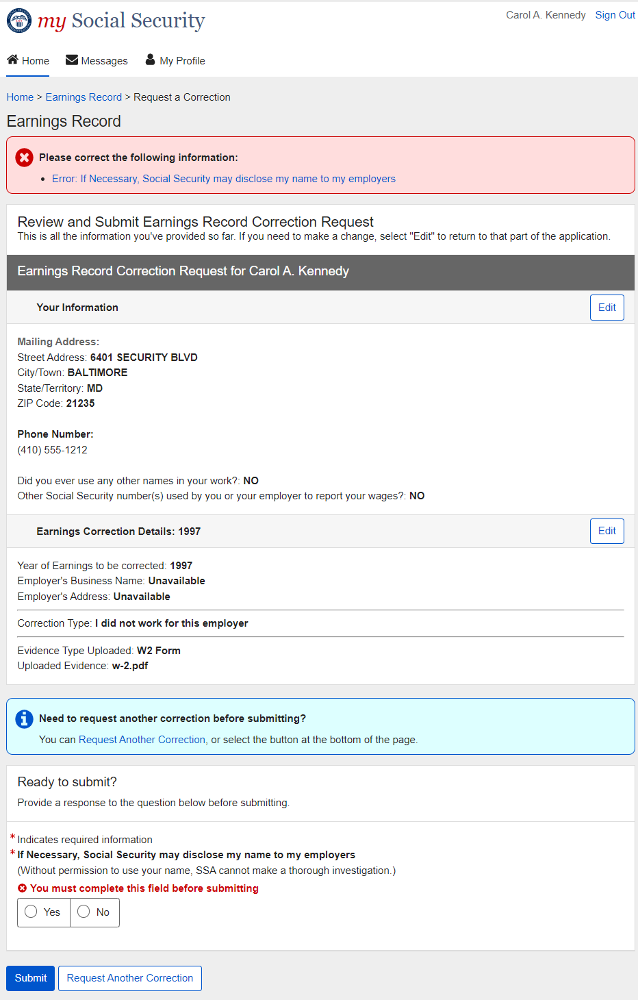 my Social Security
Carol A. Kennedy Sign Out
Home Messages My Profile
Home > Earnings Record > Request a Correction
Earnings Record
Please correct the following information:
• Error: If Necessary, Social Security may disclose my name to my employers
Review and Submit Earnings Record Correction Request
This is all the information you've provided so far. If you need to make a change, select "Edit" to return to that part of the application.
Earnings Record Correction Request for Carol A. Kennedy
Your Information Edit
Mailing Address:
Street Address: 6401 SECURITY BLVD
City/Town: BALTIMORE
State/Territory: MD
ZIP Code: 21235
Phone Number:
(410) 555-1212
Did you ever use any other names in your work?: NO
Other Social Security number(s) used by you or your employer to report your wages?: NO
Earnings Correction Details: 1997 Edit
Year of Earnings to be corrected: 1997
Employer's Business Name: Unavailable
Employer's Address: Unavailable
Correction Type: I did not work for this employer
Evidence Type Uploaded: W2 Form
Uploaded Evidence: w-2.pdf
Need to request another correction before submitting?
You can Request Another Correction, or select the button at the bottom of the page.
Ready to submit?
Provide a response to the question below before submitting.
* Indicates required information
* If Necessary, Social Security may disclose my name to my employers
(Without permission to use your name, SSA cannot make a thorough investigation.)
You must complete this field before submitting
Yes No
Submit Request Another Correction